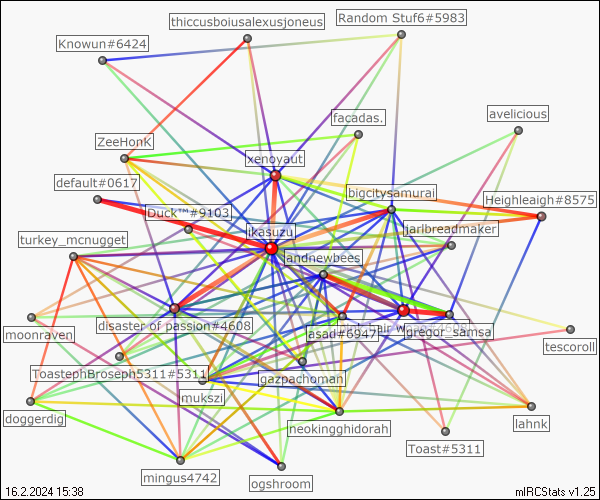 thiccusboiusalexusjoneus
Random Stuf6#5983
Knowun#6424
avelicious
façadas.
ZeeHonK
xenoyaut
default#0617
bigcitysamurai
Heighleaigh#8575
Duck™#9103
ikasuzu
jarlbreadmaker
turkey_mcnugget
landnewbees
disaster of passion#4608
moonraven
asad#6947
gregor_samsa
tescoroll
ToastephBroseph5311#5311
gazpachoman
mukszi
doggerdig
neokingghidorah
lahnk
Toast#5311
mingus4742
ogshroom
16.2.2024 15:38
mIRCStats v1.25